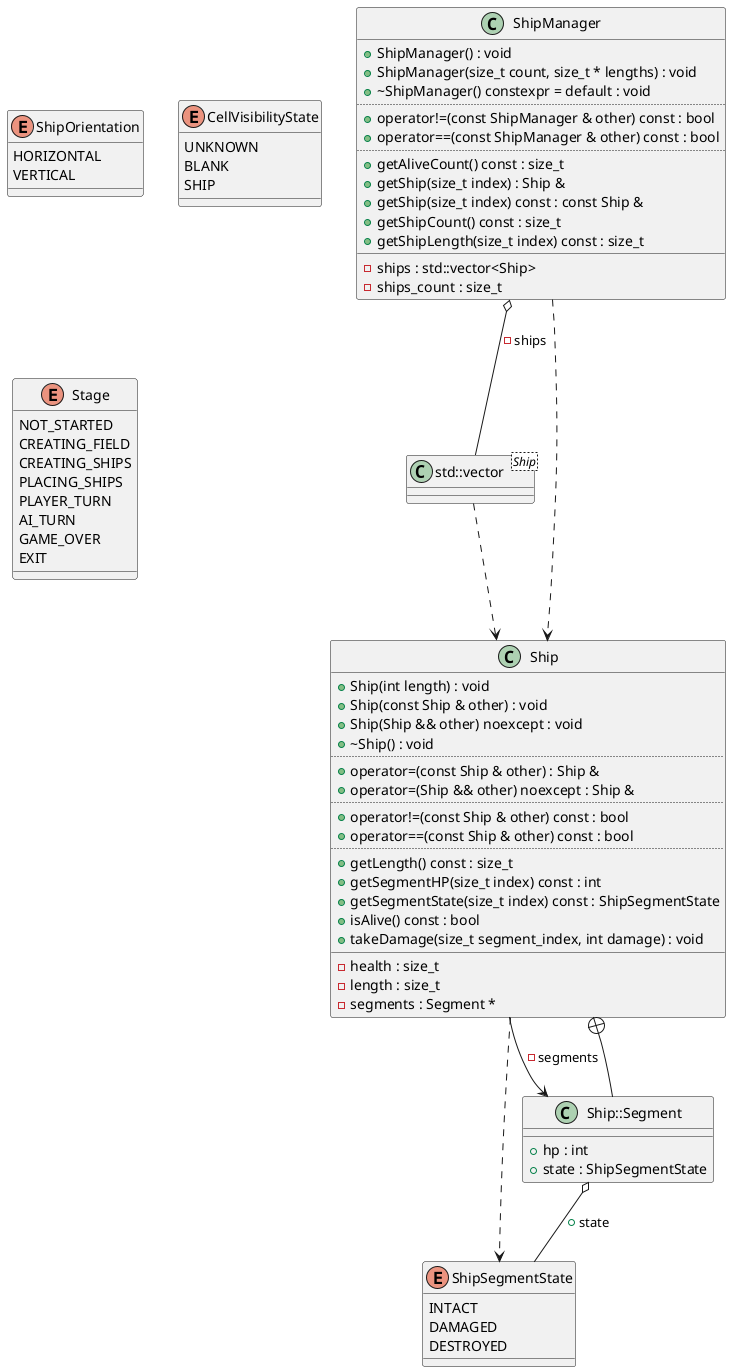 ShipManager
ShipManager() : void
ShipManager(size_t count, size_t * lengths) : void
~ShipManager() constexpr = default : void
operator!=(const ShipManager & other) const : bool
operator==(const ShipManager & other) const : bool
getAliveCount() const : size_t
getShip(size_t index) : Ship &
getShip(size_t index) const : const Ship &
getShipCount() const : size_t
getShipLength(size_t index) const : size_t
ships : std::vector<Ship>
ships_count : size_t
E ShipOrientation
HORIZONTAL
VERTICAL
E CellVisibilityState
UNKNOWN
BLANK
SHIP
E Stage
NOT_STARTED
CREATING_FIELD
CREATING_SHIPS
PLACING_SHIPS
PLAYER_TURN
AI_TURN
GAME_OVER
EXIT
ships
C std::vector
Ship
C Ship
Ship(int length) : void
Ship(const Ship & other) : void
Ship(Ship && other) noexcept : void
~Ship() : void
operator=(const Ship & other) : Ship &
operator=(Ship && other) noexcept : Ship &
operator!=(const Ship & other) const : bool
operator==(const Ship & other) const : bool
getLength() const : size_t
getSegmentHP(size_t index) const : int
getSegmentState(size_t index) const : ShipSegmentState
isAlive() const : bool
takeDamage(size_t segment_index, int damage) : void
health : size_t
length : size_t
segments : Segment *
segments
C Ship::Segment
hp : int
state : ShipSegmentState
state
E ShipSegmentState
INTACT
DAMAGED
DESTROYED